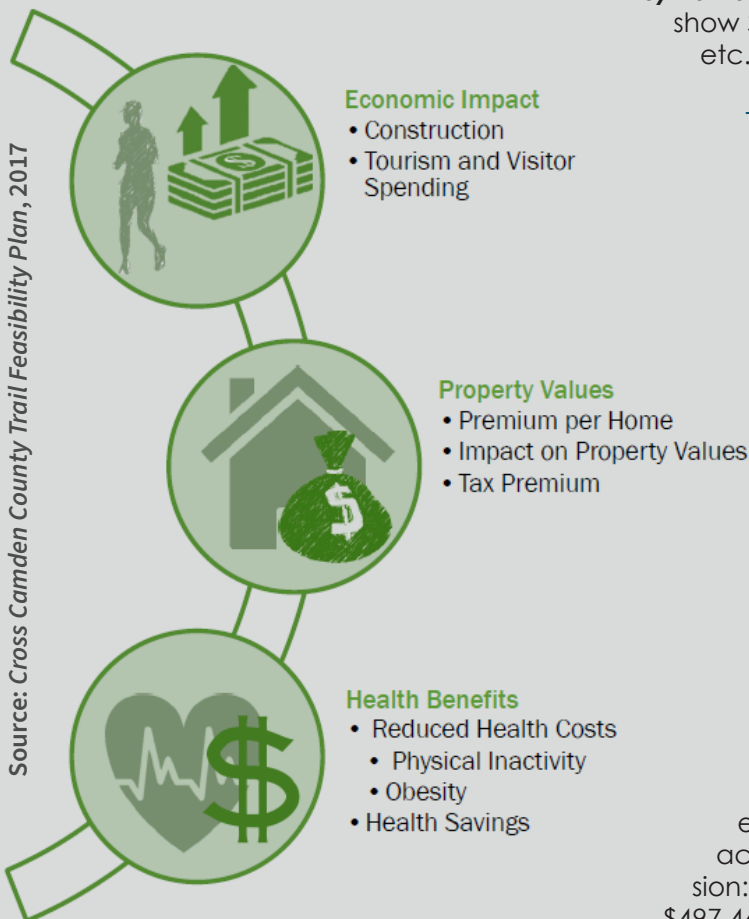 show
etc.
Economic Impact
• Construction
• Tourism and Visitor
Spending
Source: Cross Camden County Trail Feasibility Plan, 2017
Property Values
• Premium per Home
• Impact on Property Values
• Tax Premium
Health Benefits
• Reduced Health Costs
• Physical Inactivity
• Obesity
• Health Savings
sion: